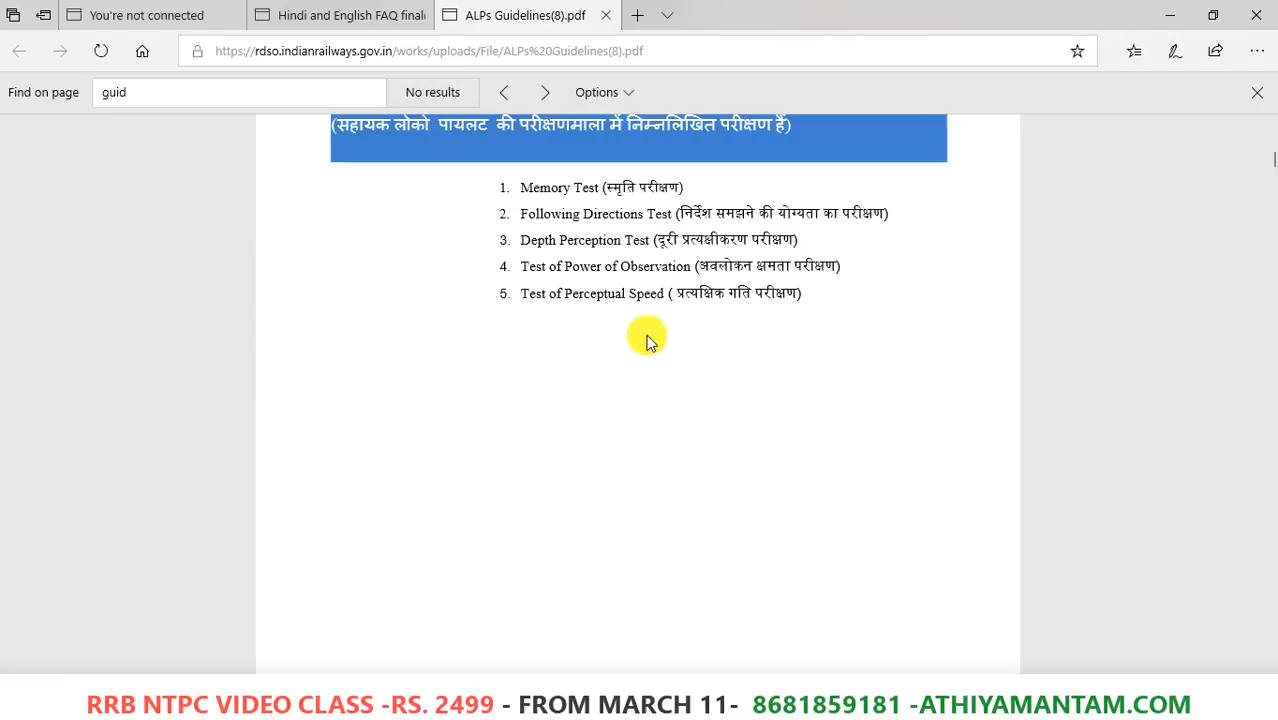 You're not connected
Hindi and English FAQ final
ALPs Guidelines(8).pdf
https://rdso.indianrailways.gov.in/works/uploads/File/ALPs%20Guidelines(8).pdf
Find on page
guid
No results
Options
(सहायक लोको पायलट की परीक्षणमाला में निम्नलिखित परीक्षण हैं)
1. Memory Test (स्मृति परीक्षण)
2. Following Directions Test (निर्देश समझने की योग्यता का परीक्षण)
3. Depth Perception Test (दूरी प्रत्यक्षीकरण परीक्षण)
4. Test of Power of Observation (अवलोकन क्षमता परीक्षण)
5. Test of Perceptual Speed ( प्रत्यक्षिक गति परीक्षण)
RRB NTPC VIDEO CLASS -RS. 2499 - FROM MARCH 11- 8681859181 -ATHIYAMANTAM.COM